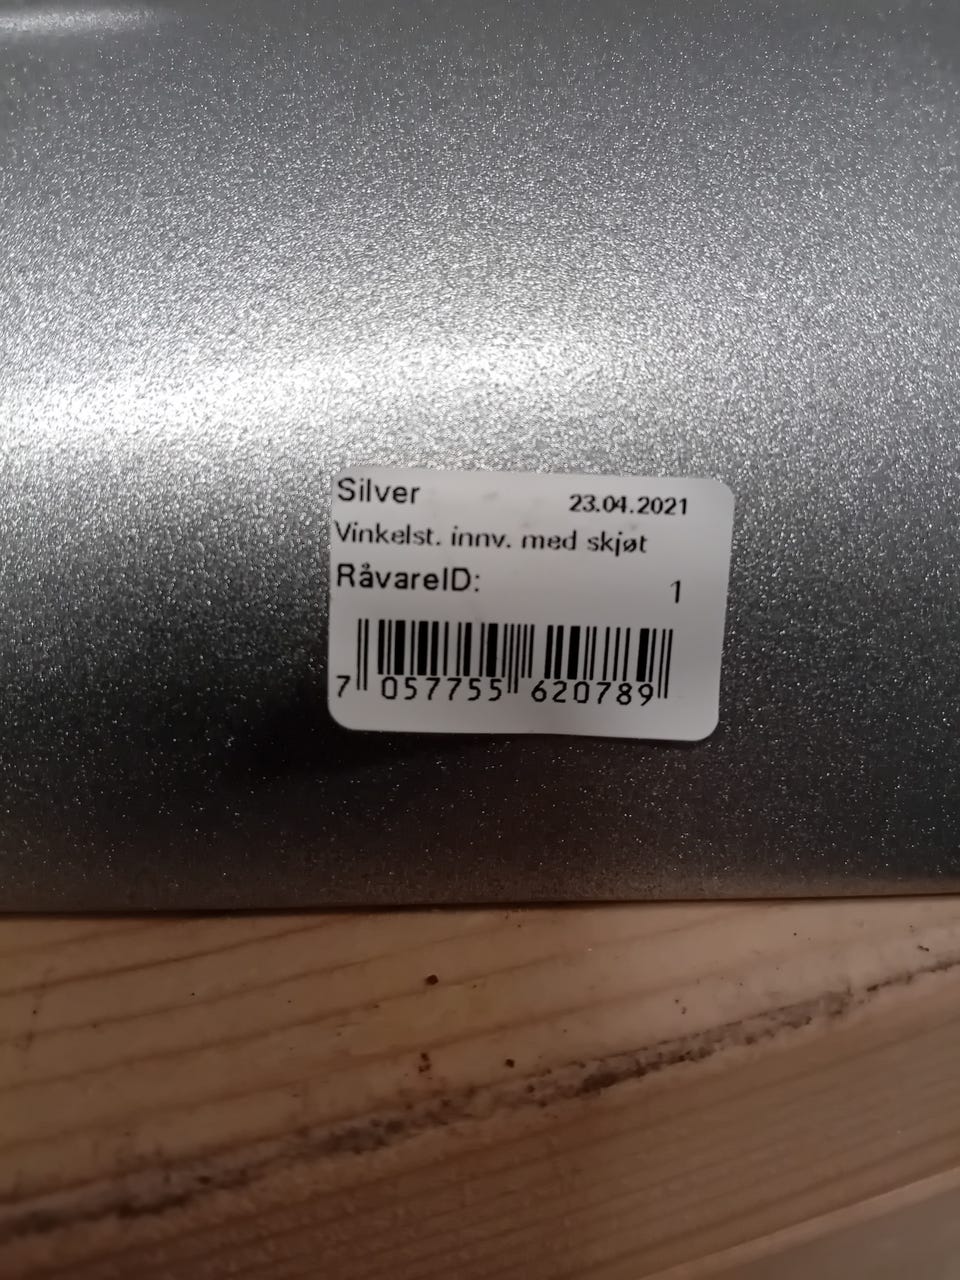 Silver 23.04.2021
Vinkelst. innv. med skjøt
RåvareID: 1
7 057755 620789